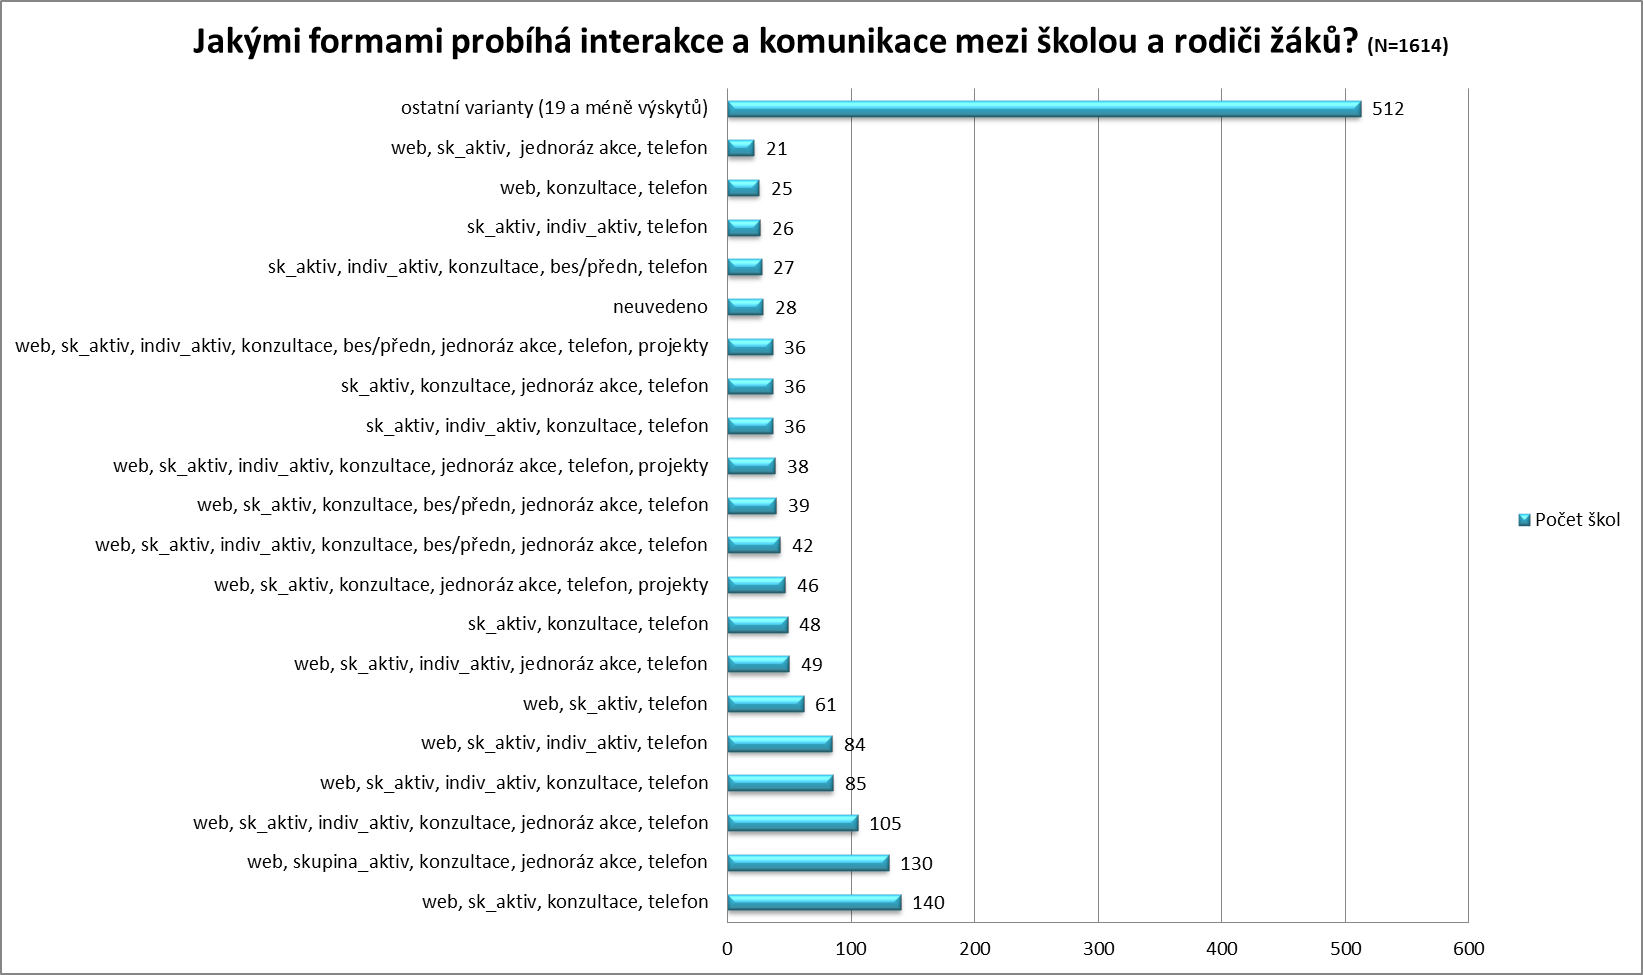 Jakými formami probíhá interakce a komunikace mezi školou a rodiči žáků? (N=1614)
ostatní varianty (19 a méně výskytů) 512
web, sk_aktiv,  jednoráz akce, telefon 21
web, konzultace, telefon 25
sk_aktiv, indiv_aktiv, telefon 26
sk_aktiv, indiv_aktiv, konzultace, bes/předn, telefon 27
neuvedeno 28
web, sk_aktiv, indiv_aktiv, konzultace, bes/předn, jednoráz akce, telefon, projekty 36
sk_aktiv, konzultace, jednoráz akce, telefon 36
sk_aktiv, indiv_aktiv, konzultace, telefon 36
web, sk_aktiv, indiv_aktiv, konzultace, jednoráz akce, telefon, projekty 38
web, sk_aktiv, konzultace, bes/předn, jednoráz akce, telefon 39
web, sk_aktiv, indiv_aktiv, konzultace, bes/předn, jednoráz akce, telefon 42
web, sk_aktiv, konzultace, jednoráz akce, telefon, projekty 46
sk_aktiv, konzultace, telefon 48
web, sk_aktiv, indiv_aktiv, jednoráz akce, telefon 49
web, sk_aktiv, telefon 61
web, sk_aktiv, indiv_aktiv, telefon 84
web, sk_aktiv, indiv_aktiv, konzultace, telefon 85
web, sk_aktiv, indiv_aktiv, konzultace, jednoráz akce, telefon 105
web, skupina_aktiv, konzultace, jednoráz akce, telefon 130
web, sk_aktiv, konzultace, telefon 140
0 100 200 300 400 500 600
Počet škol